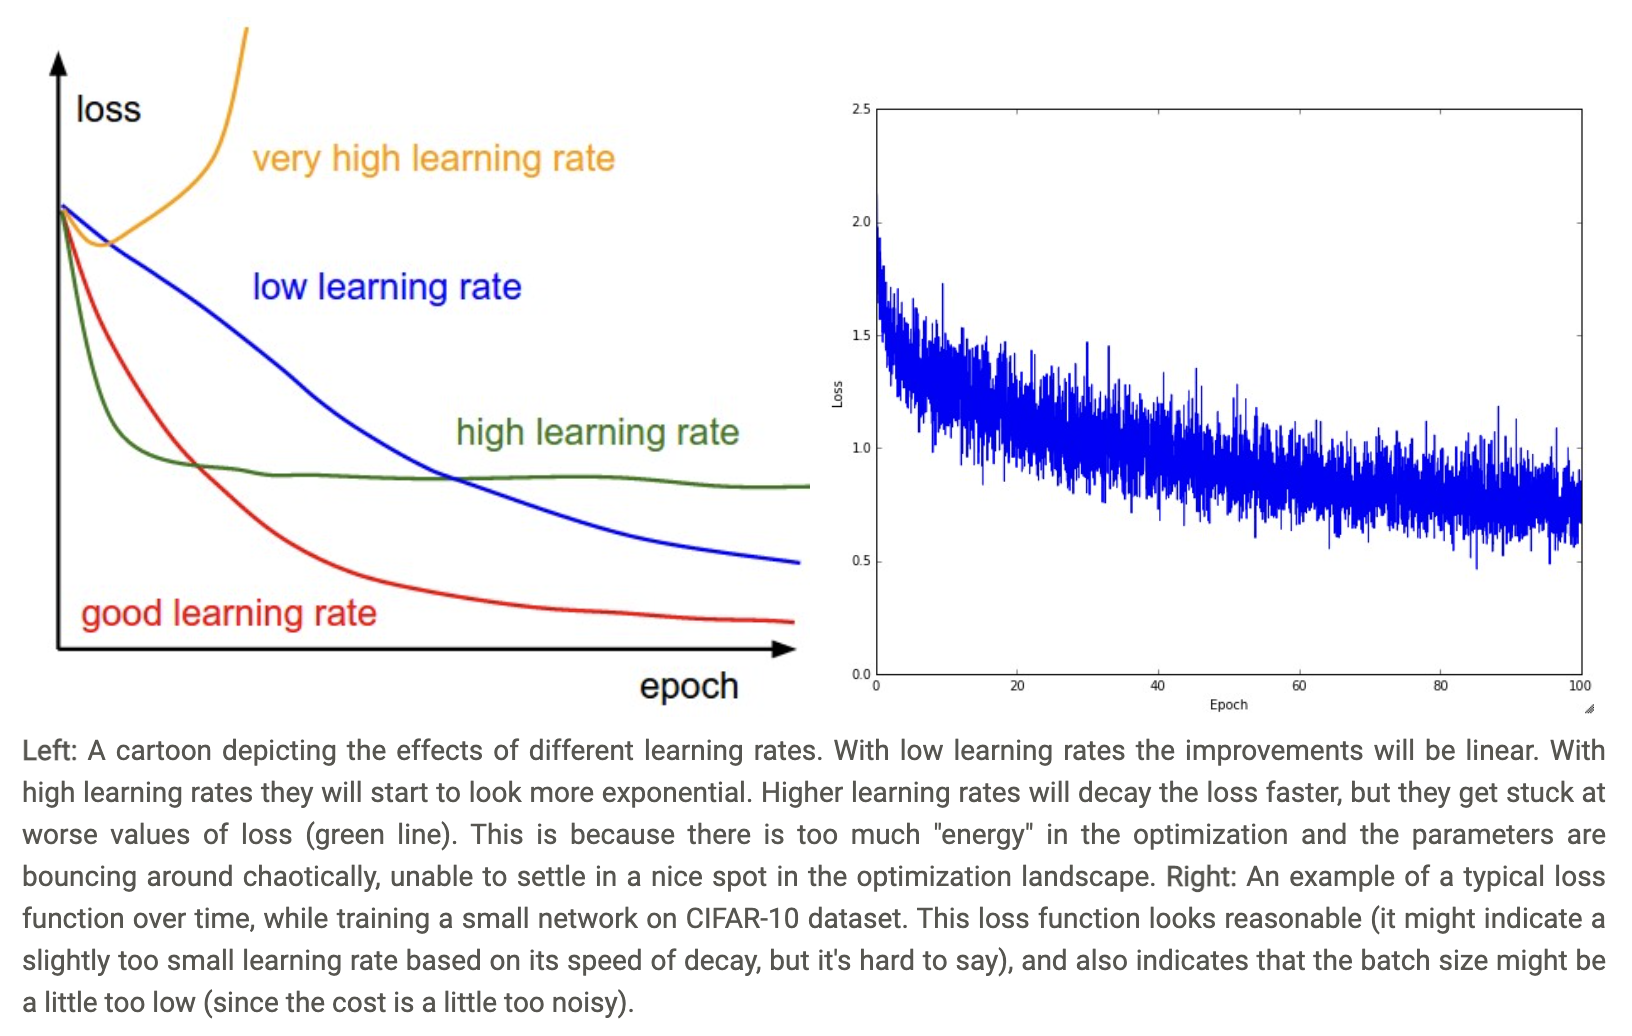 loss
very high learning rate
low learning rate
high learning rate
good learning rate
epoch
2.5
2.0
1.5
1.0
0.5
0.0
Loss
0 20 40 60 80 100
Epoch
Left: A cartoon depicting the effects of different learning rates. With low learning rates the improvements will be linear. With
high learning rates they will start to look more exponential. Higher learning rates will decay the loss faster, but they get stuck at
worse values of loss (green line). This is because there is too much "energy" in the optimization and the parameters are
bouncing around chaotically, unable to settle in a nice spot in the optimization landscape. Right: An example of a typical loss
function over time, while training a small network on CIFAR-10 dataset. This loss function looks reasonable (it might indicate a
slightly too small learning rate based on its speed of decay, but it's hard to say), and also indicates that the batch size might be
a little too low (since the cost is a little too noisy).